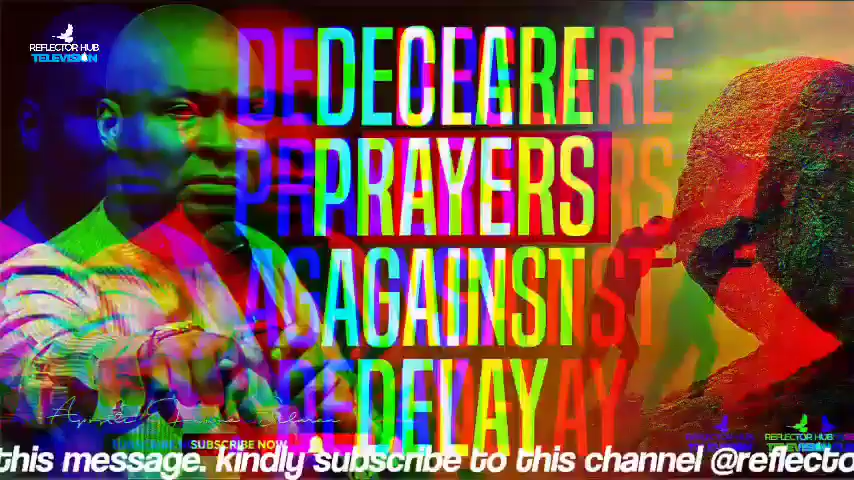 REFLECTOR HUB
TELEVISION
DECLARE
PRAYERS
AGAINST
DELAY
SUBSCRIBE NOW
REFLECTOR HUB
TELEVISION
this message. kindly subscribe to this channel @reflecto